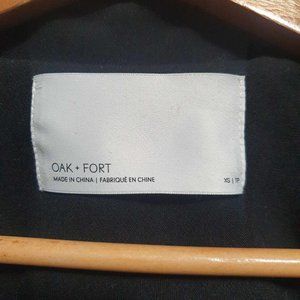 OAK + FORT
MADE IN CHINA | FABRIQUÉ EN CHINE XS | TP